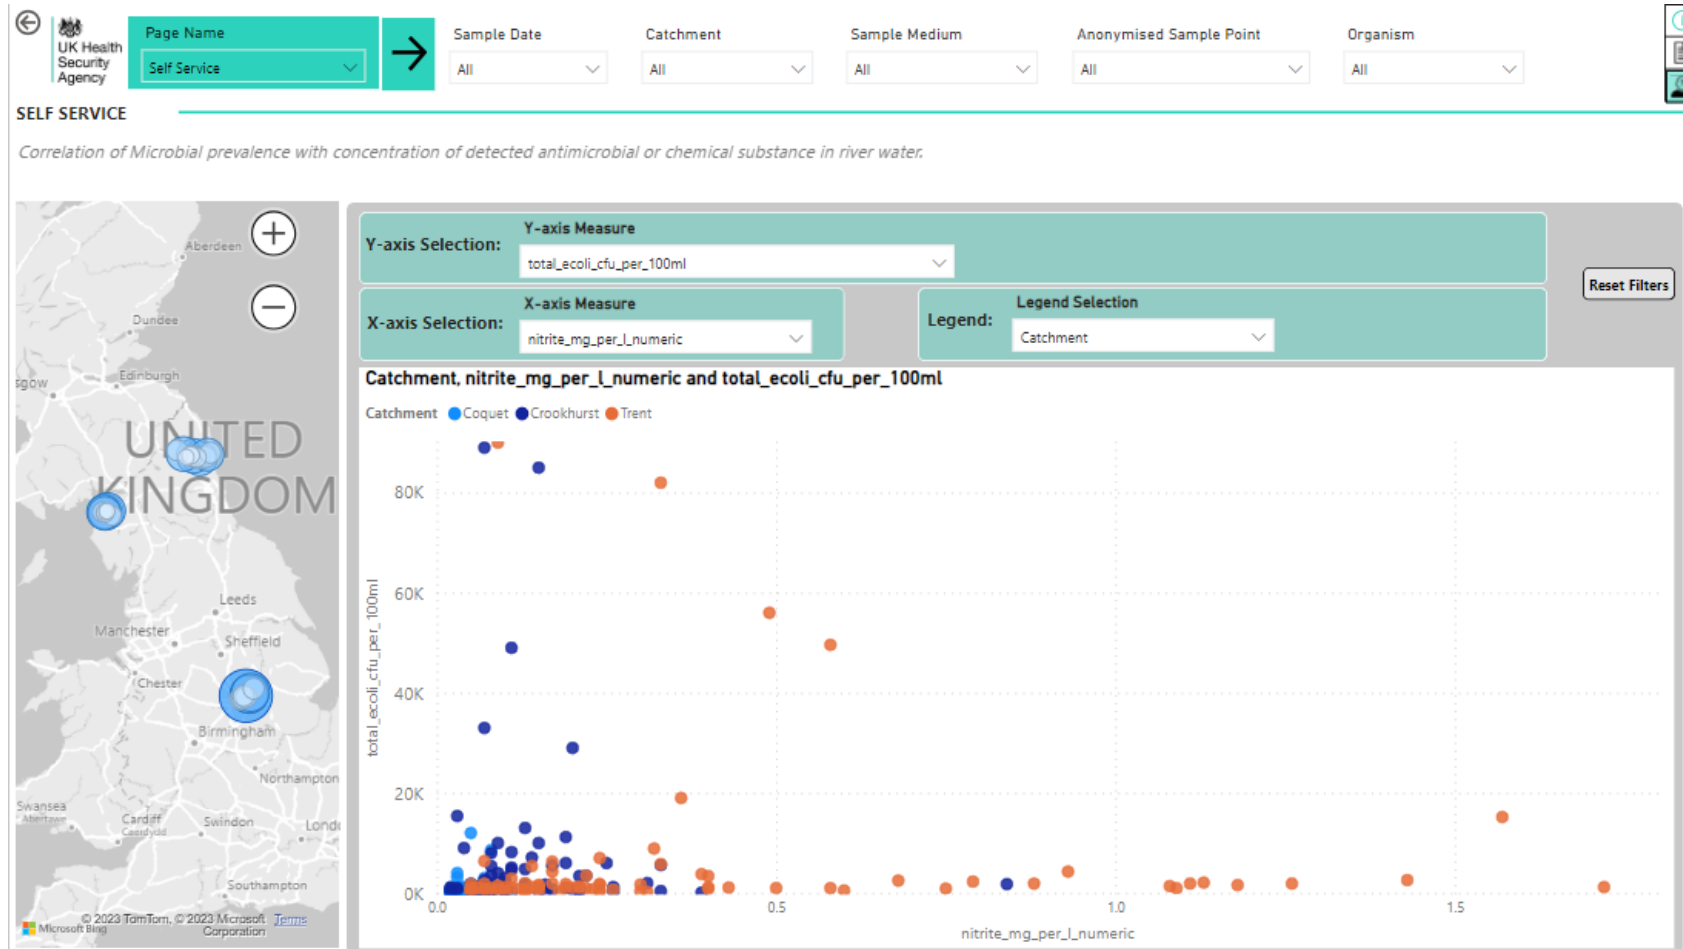 UK Health
Security
Agency
Page Name
Self Service
Sample Date
All
Catchment
All
Sample Medium
All
Anonymised Sample Point
All
Organism
All
SELF SERVICE
Correlation of Microbial prevalence with concentration of detected antimicrobial or chemical substance in river water.
Aberdeen
Dundee
sgow
Edinburgh
UNITED
KINGDOM
Leeds
Manchester
Sheffield
Chester
Birmingham
Northampton
Swansea
Abertawe
Cardiff
Caerdydd
Swindon
Londo
Southampton
© 2023 TomTom, © 2023 Microsoft Corporation Terms
Microsoft Bing
Y-axis Selection:
Y-axis Measure
total_ecoli_cfu_per_100ml
X-axis Selection:
X-axis Measure
nitrite_mg_per_l_numeric
Legend:
Legend Selection
Catchment
Reset Filters
Catchment, nitrite_mg_per_l_numeric and total_ecoli_cfu_per_100ml
Catchment Coquet Crookhurst Trent
total_ecoli_cfu_per_100ml
80K
60K
40K
20K
0K
0.0 0.5 1.0 1.5
nitrite_mg_per_l_numeric